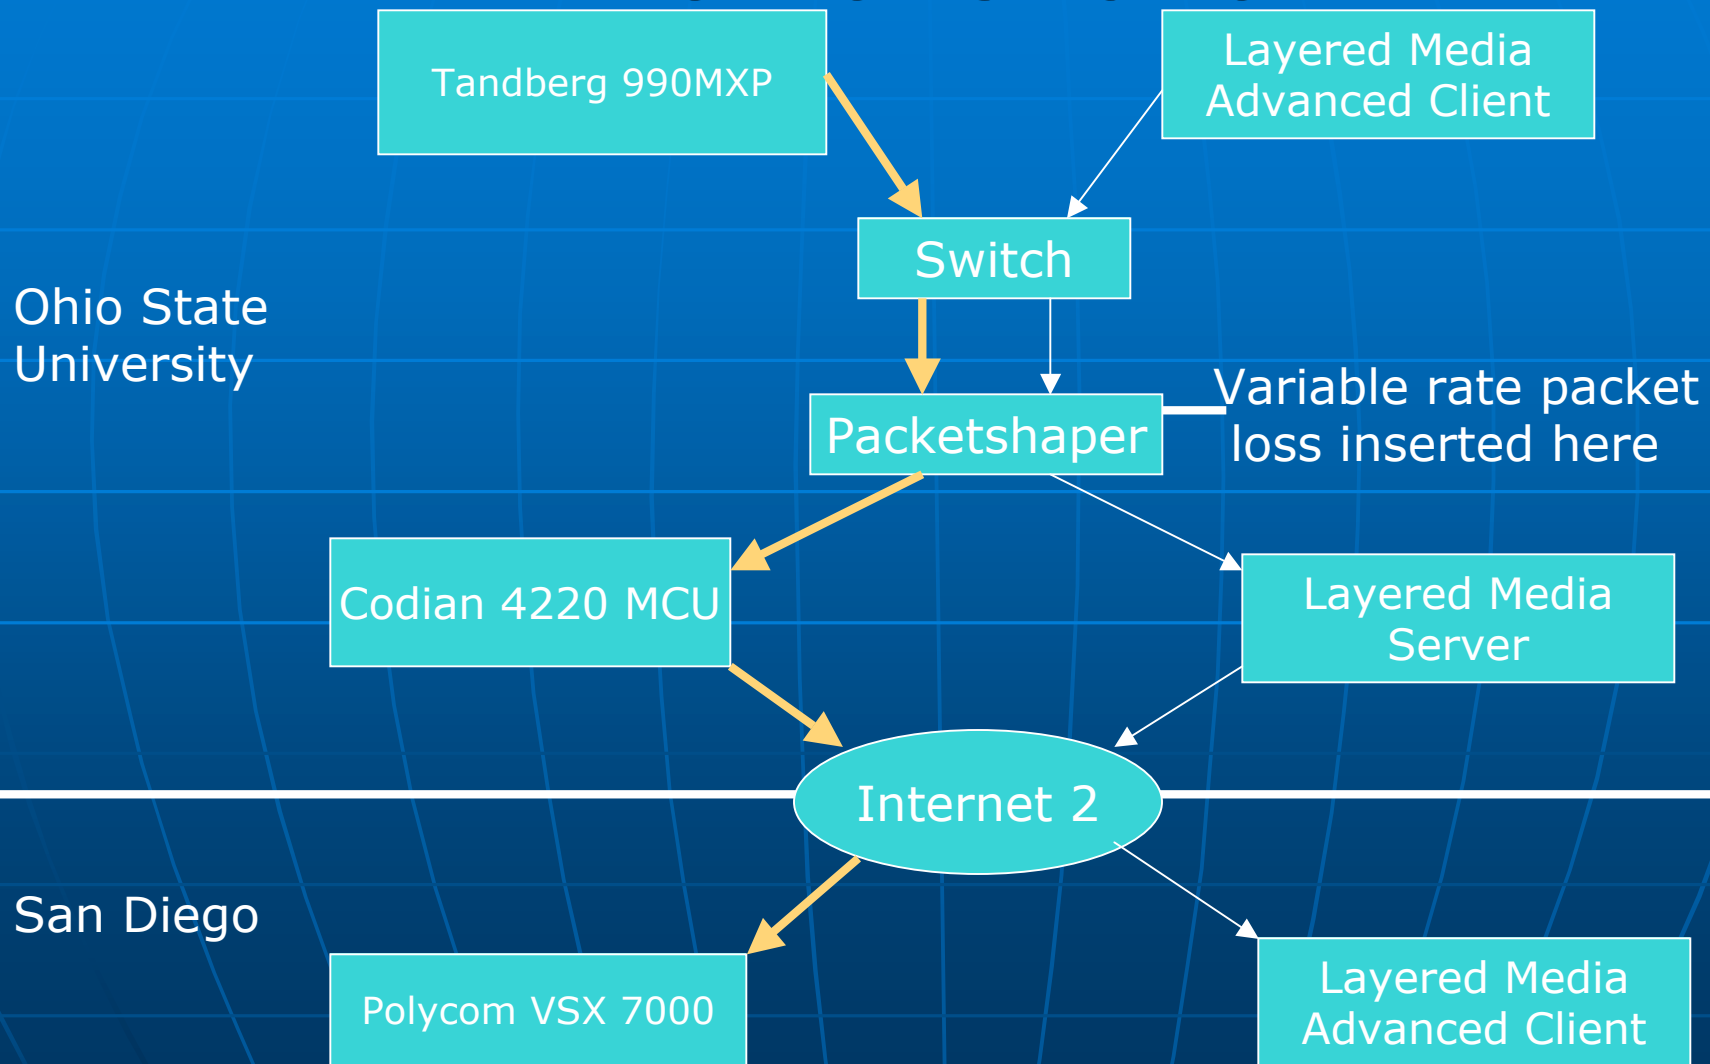 Tandberg 990MXP
Layered Media
Advanced Client
Switch
Ohio State
University
Variable rate packet
loss inserted here
Packetshaper
Codian 4220 MCU
Layered Media
Server
Internet 2
San Diego
Polycom VSX 7000
Layered Media
Advanced Client